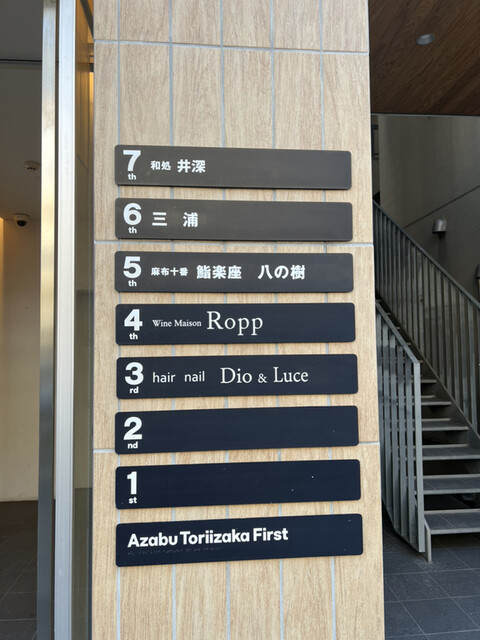 7th 和処 井深
6th 三 浦
5th 麻布十番 鮨楽座 八の樹
4th Wine Maison Ropp
3rd hair nail Dio & Luce
2nd
1st
Azabu Toriizaka First